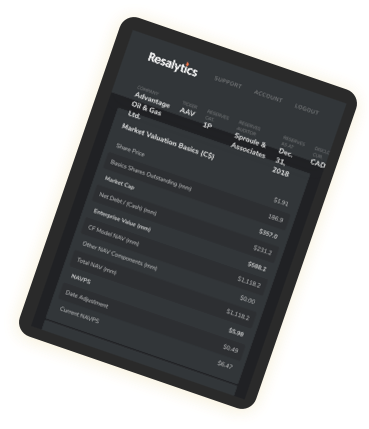 Resalytics
SUPPORT ACCOUNT LOGOUT
Advantage Oil & Gas Ltd.
AAV
1P
Sproule & Associates
Dec. 31, 2018
CAD
Market Valuation Basics (C$)
Share Price $1.91
Basics Shares Outstanding (mm) 186.9
Market Cap $357.0
Net Debt / (Cash) (mm) $231.2
Enterprise Value (mm) $588.2
CF Model NAV (mm) $1,118.2
Other NAV Components (mm) $0.00
Total NAV (mm) $1,118.2
NAVPS $5.98
Date Adjustment $0.49
Current NAVPS $6.47